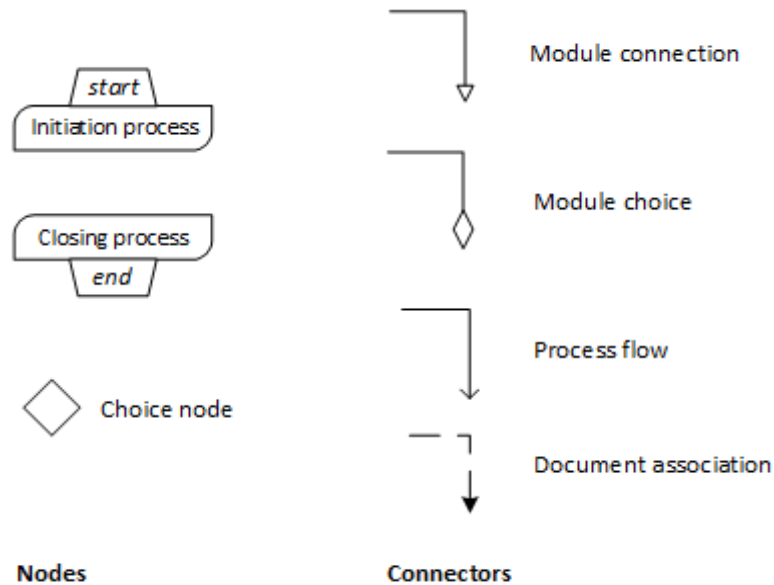 start
Initiation process
Closing process
end
Choice node
Nodes
Module connection
Module choice
Process flow
Document association
Connectors